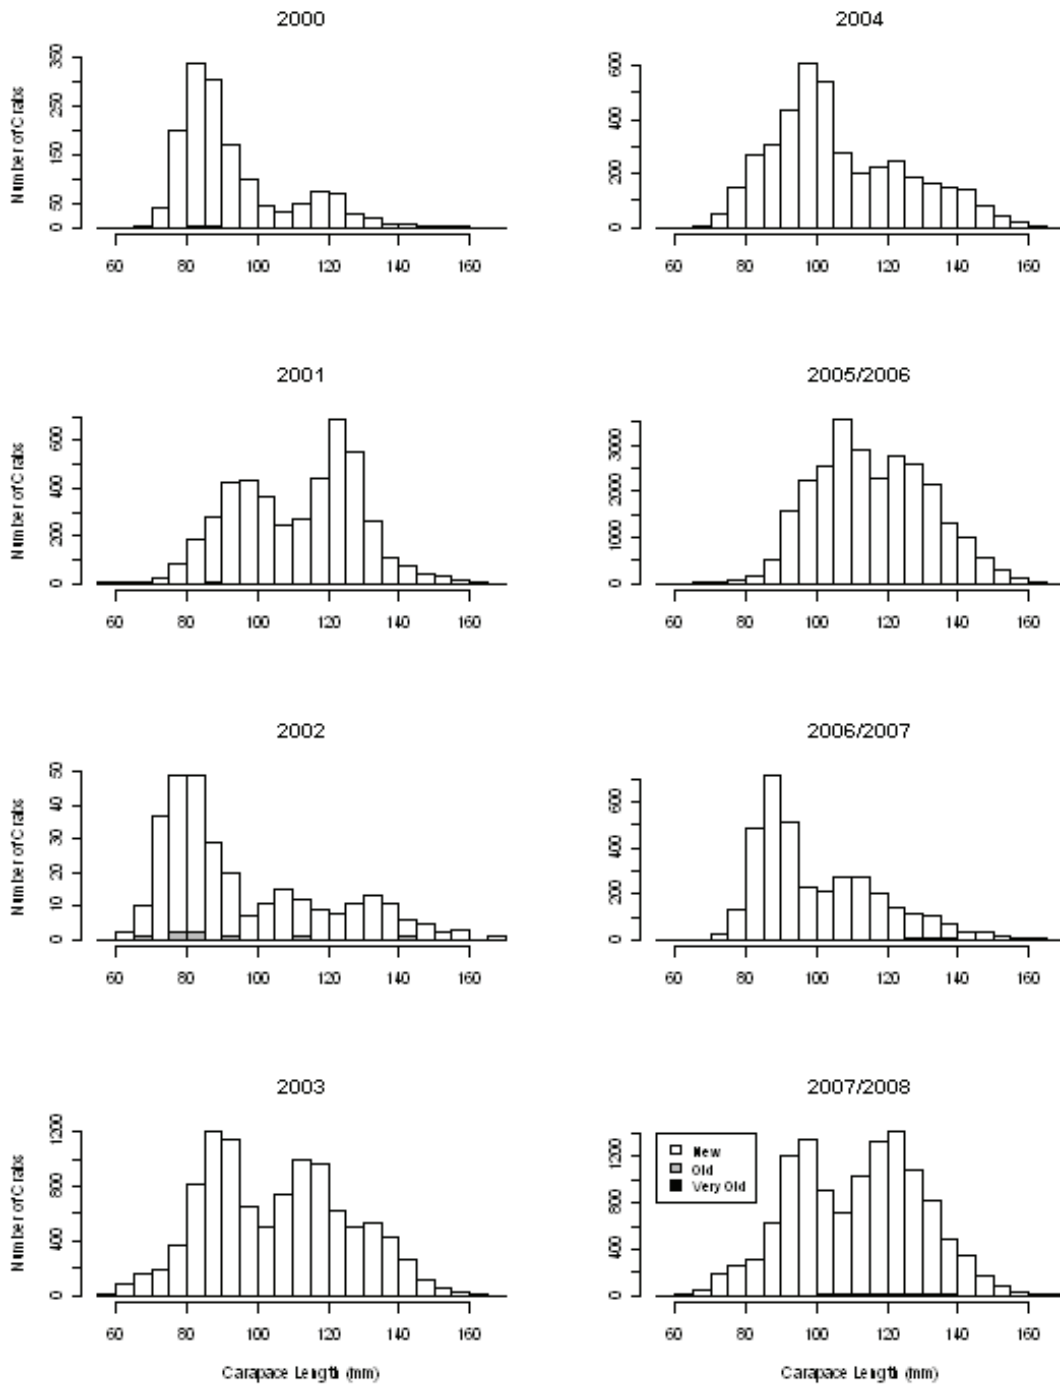 2000
Number of Crabs
350
250
150
50
0
60 80 100 120 140 160
2004
600
400
200
0
60 80 100 120 140 160
2001
Number of Crabs
600
400
200
0
60 80 100 120 140 160
2005/2006
3000
2000
1000
0
60 80 100 120 140 160
2002
Number of Crabs
50
40
30
20
10
0
60 80 100 120 140 160
2006/2007
600
400
200
0
60 80 100 120 140 160
2003
Number of Crabs
1200
800
400
0
60 80 100 120 140 160
Carapace Length (mm)
2007/2008
New
Old
Very Old
1200
800
400
0
60 80 100 120 140 160
Carapace Length (mm)